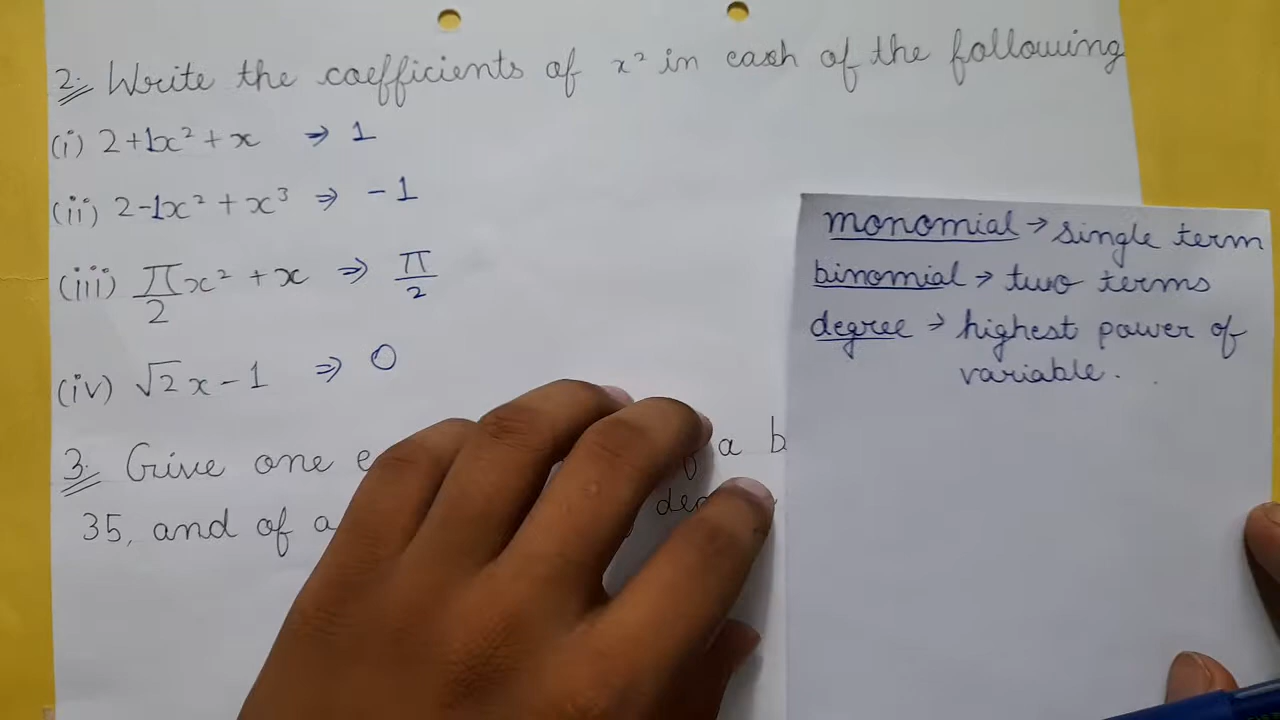 2. Write the coefficients of x² in each of the following
(i) 2+1x² + x ⇒ 1
(ii) 2-1x² + x³ ⇒ -1
(iii) π/2 x² + x ⇒ π/2
(iv) √2x - 1 ⇒ 0
3. Give one a b
35, and of a
monomial → single term
binomial → two terms
degree → highest power of
variable.